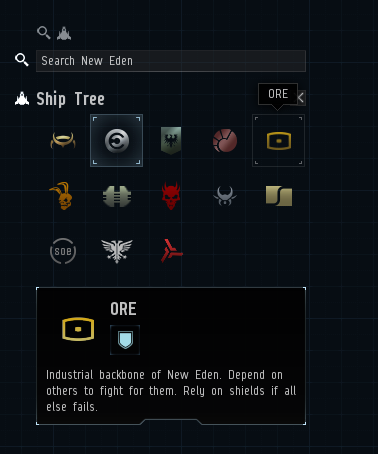 Search New Eden
Ship Tree
ORE
SOB
ORE
Industrial backbone of New Eden. Depend on
others to fight for them. Rely on shields if all
else fails.